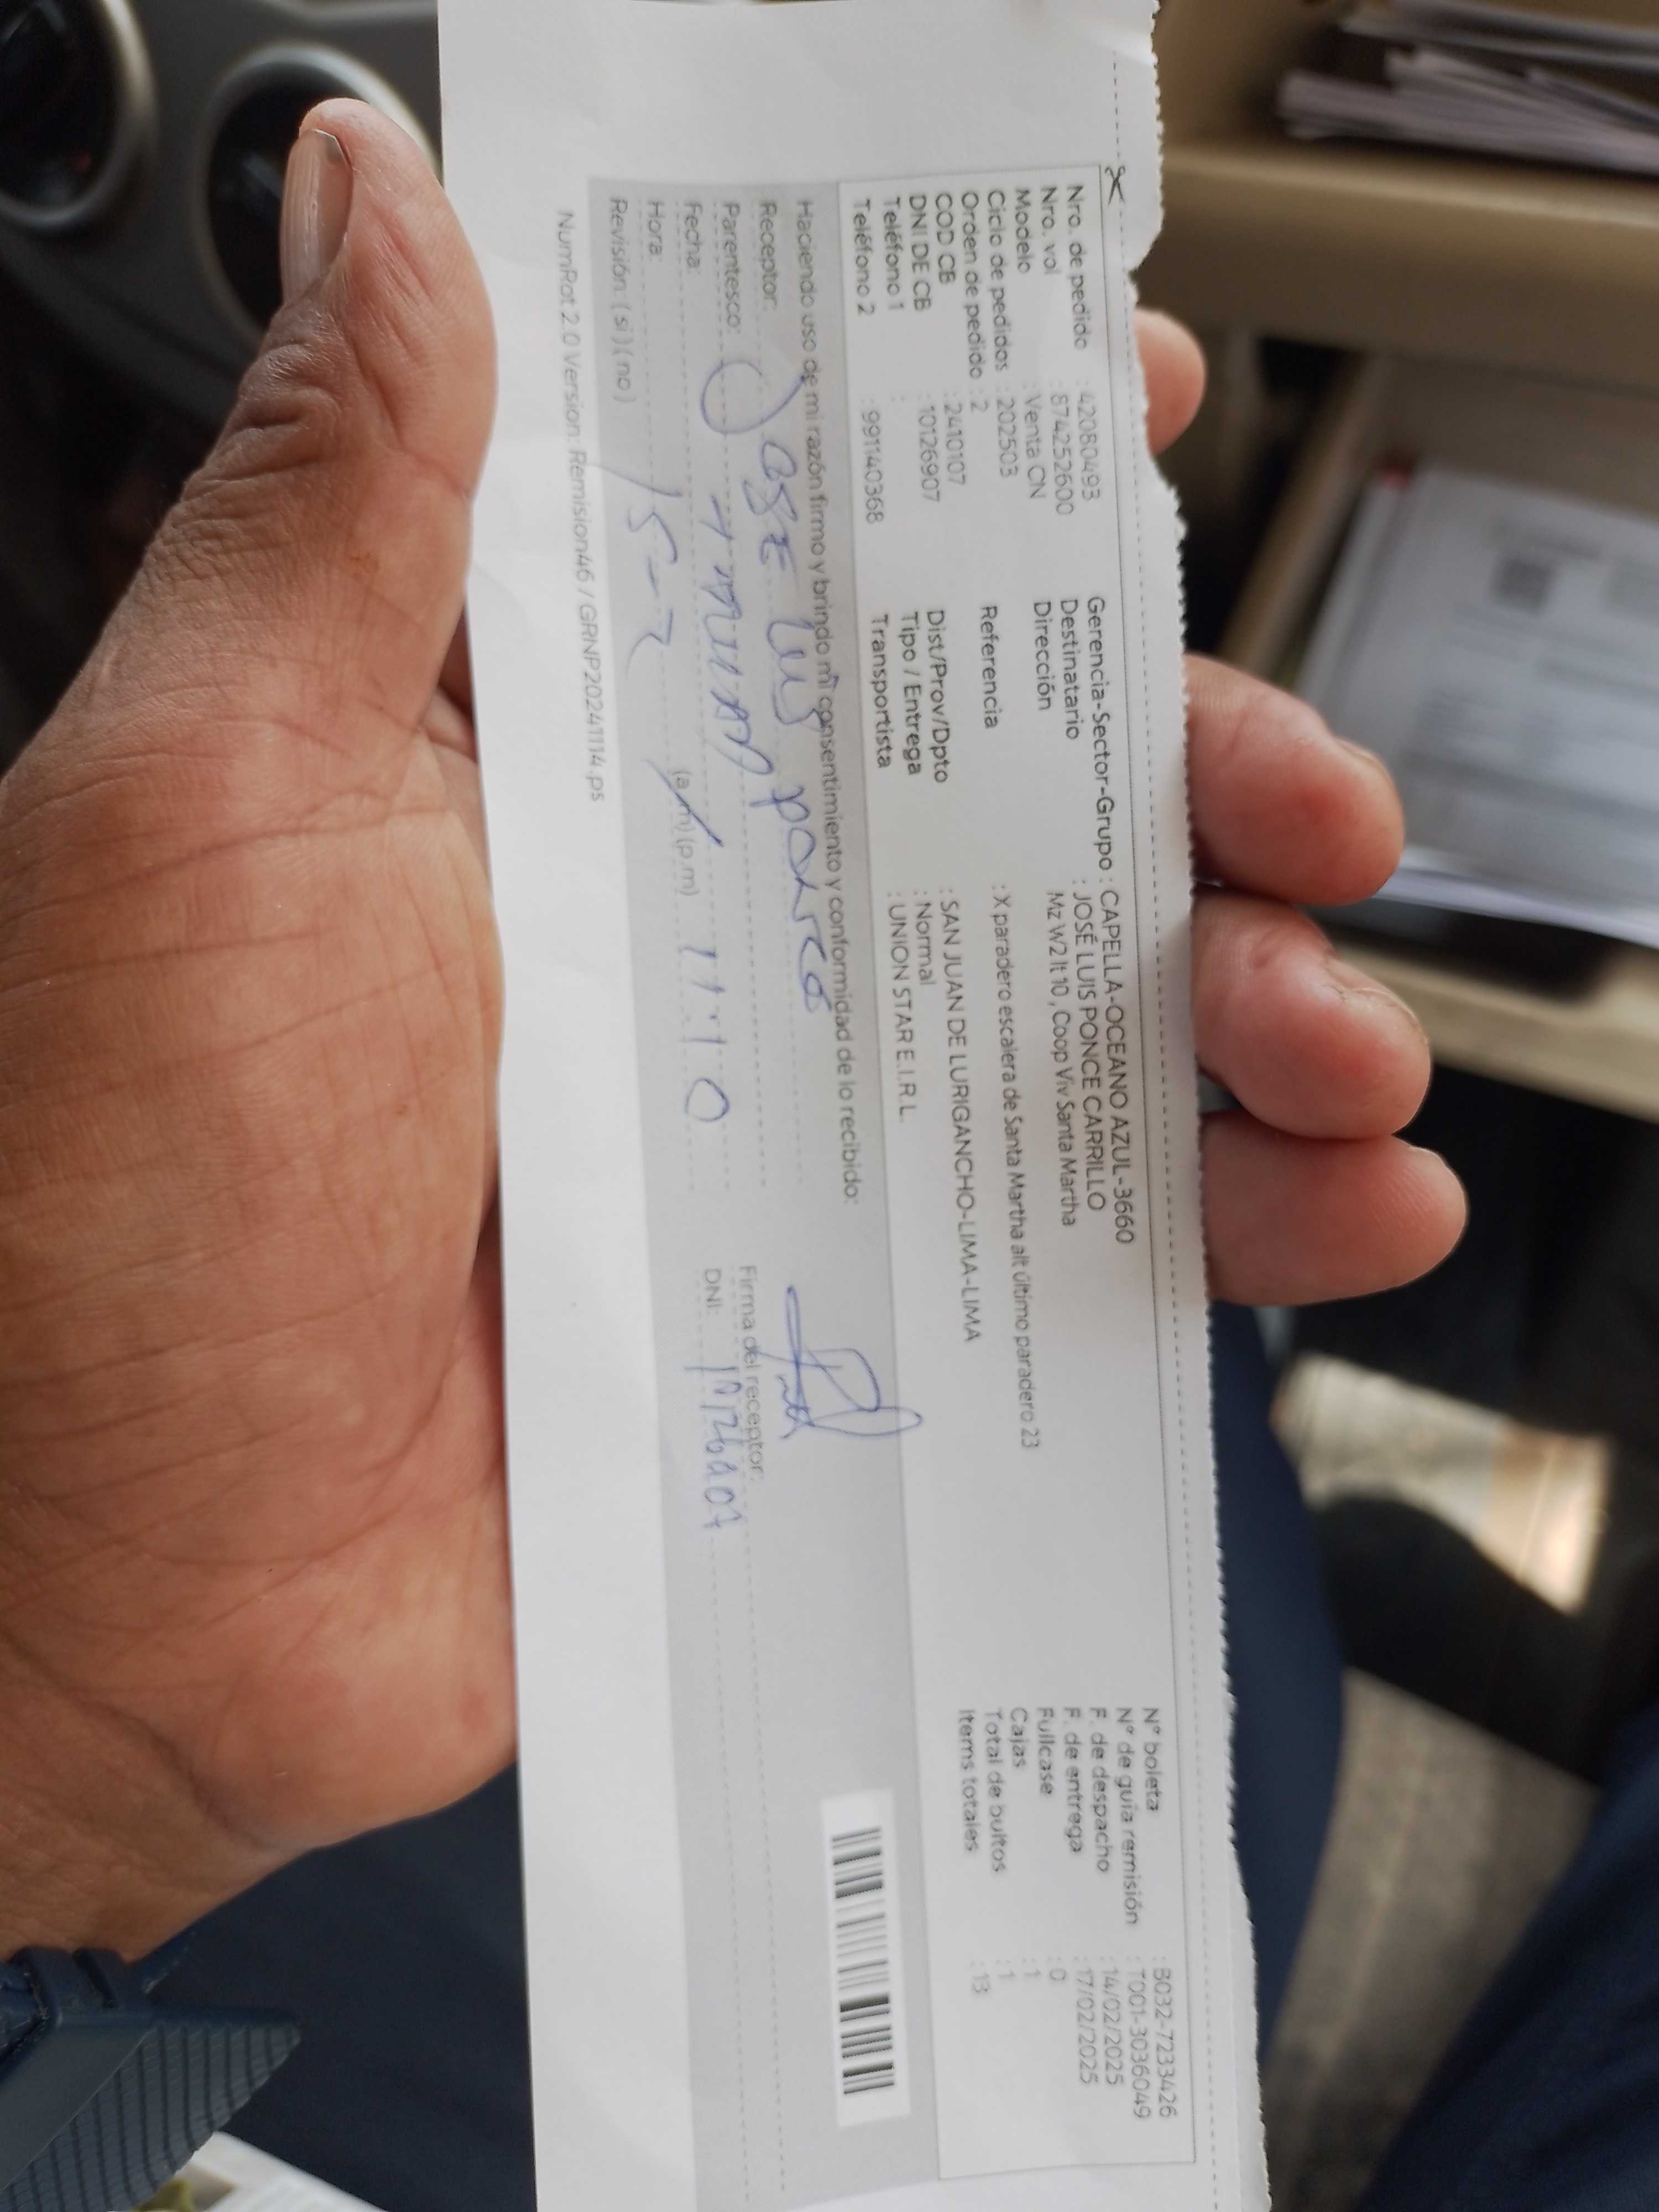 Nro. de pedido : 42080493
Nro. vol : 874252600
Modelo : Venta CN
Ciclo de pedidos : 202503
Orden de pedido : 2
COD CB : 2410107
DNI DE CB : 10126907
Teléfono 1 :
Teléfono 2 : 991140368
Gerencia-Sector-Grupo : CAPELLA-OCEANO AZUL-3660
Destinatario : JOSÉ LUIS PONCE CARRILLO
Dirección Mz W2 lt 10 , Coop Viv Santa Martha
Referencia : X paradero escalera de Santa Martha alt último paradero 23
Dist/Prov/Dpto : SAN JUAN DE LURIGANCHO-LIMA-LIMA
Tipo / Entrega : Normal
Transportista : UNION STAR E.I.R.L.
N° boleta : B032-7233426
N° de guía remisión : T001-3036049
F. de despacho : 14/02/2025
F. de entrega : 17/02/2025
Fullcase : 0
Cajas : 1
Total de bultos : 1
Items totales : 13
Haciendo uso de mi razón firmo y brindo mi consentimiento y conformidad de lo recibido:
Receptor: JOSE Luis
Parentesco:
Fecha: 15-2
Hora: (a.m) (p.m) 11:10
Revisión: (si) (no)
Firma del receptor:
DNI:
NumRot 2.0 Version: Remision46 / GRNP20241114.ps